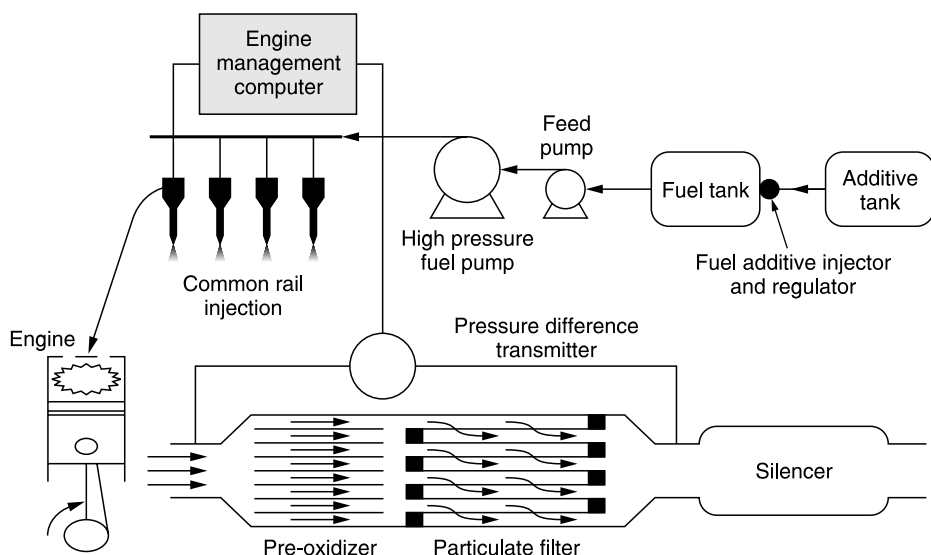 Engine
management
computer
Feed
pump
Fuel tank
Additive
tank
High pressure
fuel pump
Fuel additive injector
and regulator
Common rail
injection
Pressure difference
transmitter
Engine
Silencer
Pre-oxidizer
Particulate filter